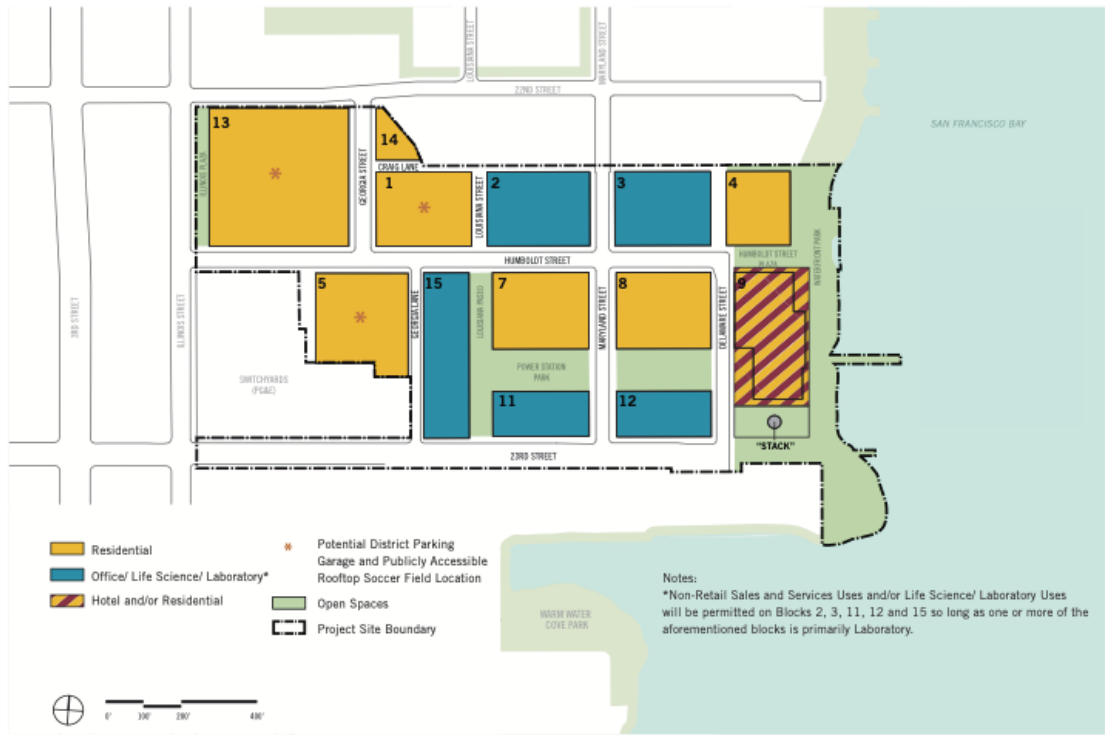 LOUISIANA STREET
MARYLAND STREET
22ND STREET
SAN FRANCISCO BAY
13
14
ILLINOIS PLAZA
*
GEORGIA STREET
CRAIG LANE
1
*
LOUISIANA STREET
2
3
4
HUMBOLDT STREET
PLAZA
WATERFRONT PARK
HUMBOLDT STREET
3RD STREET
ILLINOIS STREET
5
*
GEORGIA LANE
15
LOUISIANA PASEO
7
MARYLAND STREET
8
DELAWARE STREET
9
SWITCHYARDS
(PG&E)
POWER STATION
PARK
11
12
"STACK"
23RD STREET
Residential
Office/ Life Science/ Laboratory*
Hotel and/or Residential
* Potential District Parking
Garage and Publicly Accessible
Rooftop Soccer Field Location
Open Spaces
Project Site Boundary
WARM WATER
COVE PARK
Notes:
*Non-Retail Sales and Services Uses and/or Life Science/ Laboratory Uses
will be permitted on Blocks 2, 3, 11, 12 and 15 so long as one or more of the
aforementioned blocks is primarily Laboratory.
0' 100' 200' 400'